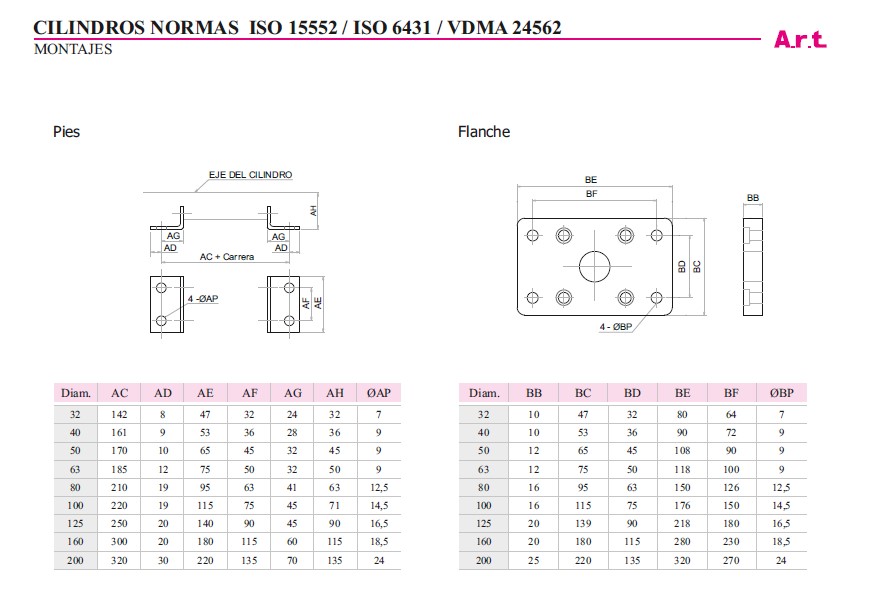 CILINDROS NORMAS ISO 15552 / ISO 6431 / VDMA 24562
MONTAJES
A.r.t.
Pies
EJE DEL CILINDRO
AH
AG
AG
AD
AD
AC + Carrera
4 -ØAP
AF
AE
Diam. AC AD AE AF AG AH ØAP
32 142 8 47 32 24 32 7
40 161 9 53 36 28 36 9
50 170 10 65 45 32 45 9
63 185 12 75 50 32 50 9
80 210 19 95 63 41 63 12,5
100 220 19 115 75 45 71 14,5
125 250 20 140 90 45 90 16,5
160 300 20 180 115 60 115 18,5
200 320 30 220 135 70 135 24
Flanche
BE
BF
BB
BD
BC
4 - ØBP
Diam. BB BC BD BE BF ØBP
32 10 47 32 80 64 7
40 10 53 36 90 72 9
50 12 65 45 108 90 9
63 12 75 50 118 100 9
80 16 95 63 150 126 12,5
100 16 115 75 176 150 14,5
125 20 139 90 218 180 16,5
160 20 180 115 280 230 18,5
200 25 220 135 320 270 24